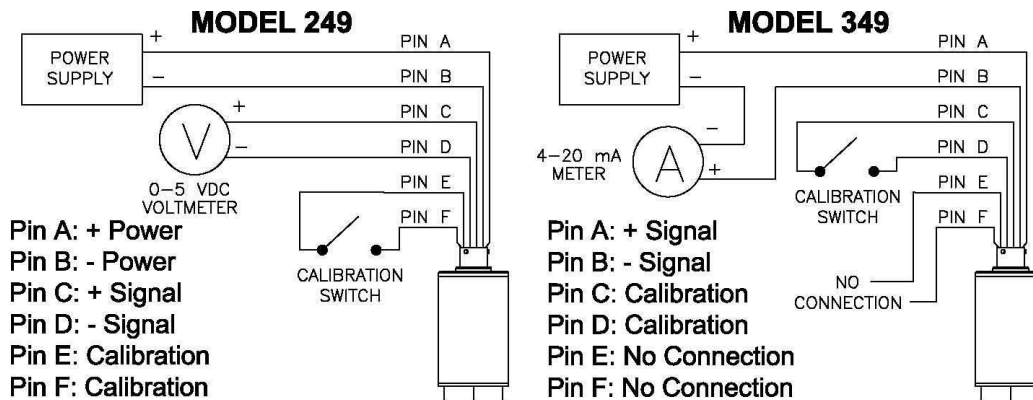 MODEL 249
POWER
SUPPLY
+
−
PIN A
PIN B
+
−
V
0−5 VDC
VOLTMETER
PIN C
PIN D
PIN E
PIN F
CALIBRATION
SWITCH
Pin A: + Power
Pin B: - Power
Pin C: + Signal
Pin D: - Signal
Pin E: Calibration
Pin F: Calibration
MODEL 349
POWER
SUPPLY
+
−
PIN A
PIN B
−
+
A
4−20 mA
METER
PIN C
PIN D
CALIBRATION
SWITCH
PIN E
PIN F
NO
CONNECTION
Pin A: + Signal
Pin B: - Signal
Pin C: Calibration
Pin D: Calibration
Pin E: No Connection
Pin F: No Connection